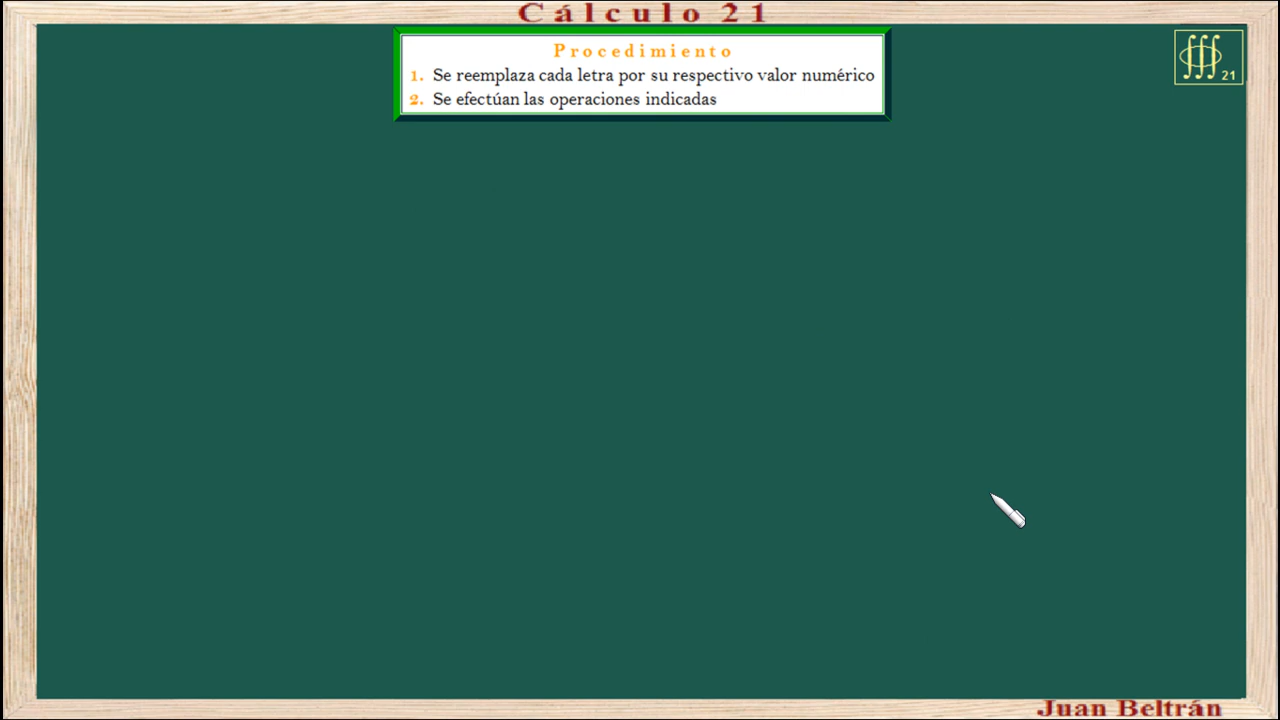 Cálculo 21
Procedimiento
1. Se reemplaza cada letra por su respectivo valor numérico
2. Se efectúan las operaciones indicadas
21
Juan Beltrán